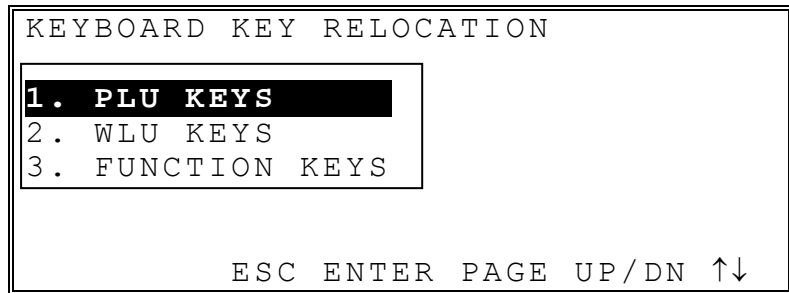 KEYBOARD KEY RELOCATION
1. PLU KEYS
2. WLU KEYS
3. FUNCTION KEYS
ESC ENTER PAGE UP/DN ↑↓